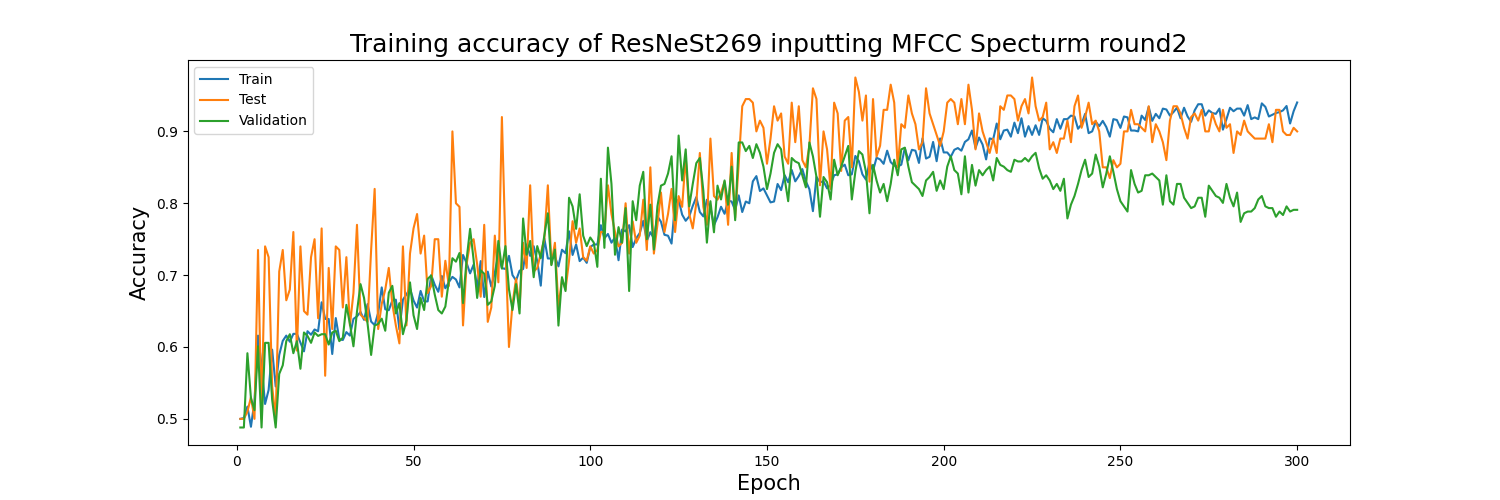 Training accuracy of ResNeSt269 inputting MFCC Specturm round2
Train
Test
Validation
Accuracy
0.9
0.8
0.7
0.6
0.5
0 50 100 150 200 250 300
Epoch